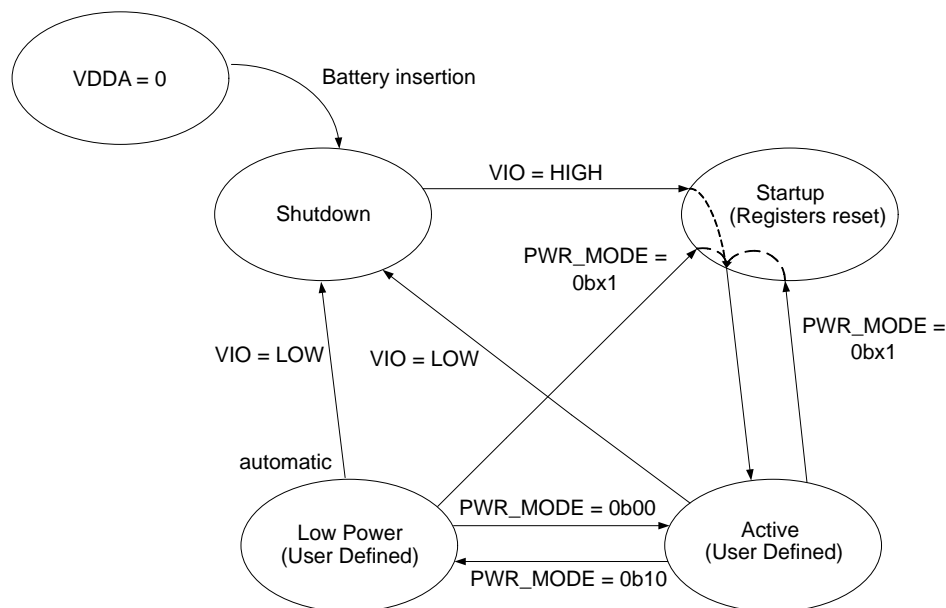 VDDA = 0
Battery insertion
Shutdown
VIO = HIGH
Startup
(Registers reset)
PWR_MODE =
0bx1
PWR_MODE =
0bx1
VIO = LOW
VIO = LOW
automatic
Low Power
(User Defined)
PWR_MODE = 0b00
PWR_MODE = 0b10
Active
(User Defined)